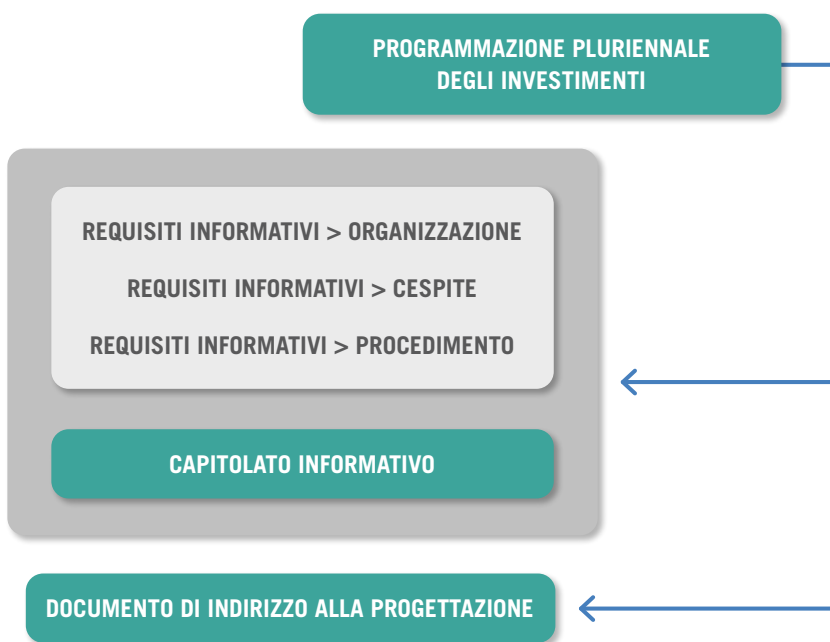 PROGRAMMAZIONE PLURIENNALE
DEGLI INVESTIMENTI
REQUISITI INFORMATIVI > ORGANIZZAZIONE
REQUISITI INFORMATIVI > CESPITE
REQUISITI INFORMATIVI > PROCEDIMENTO
CAPITOLATO INFORMATIVO
DOCUMENTO DI INDIRIZZO ALLA PROGETTAZIONE